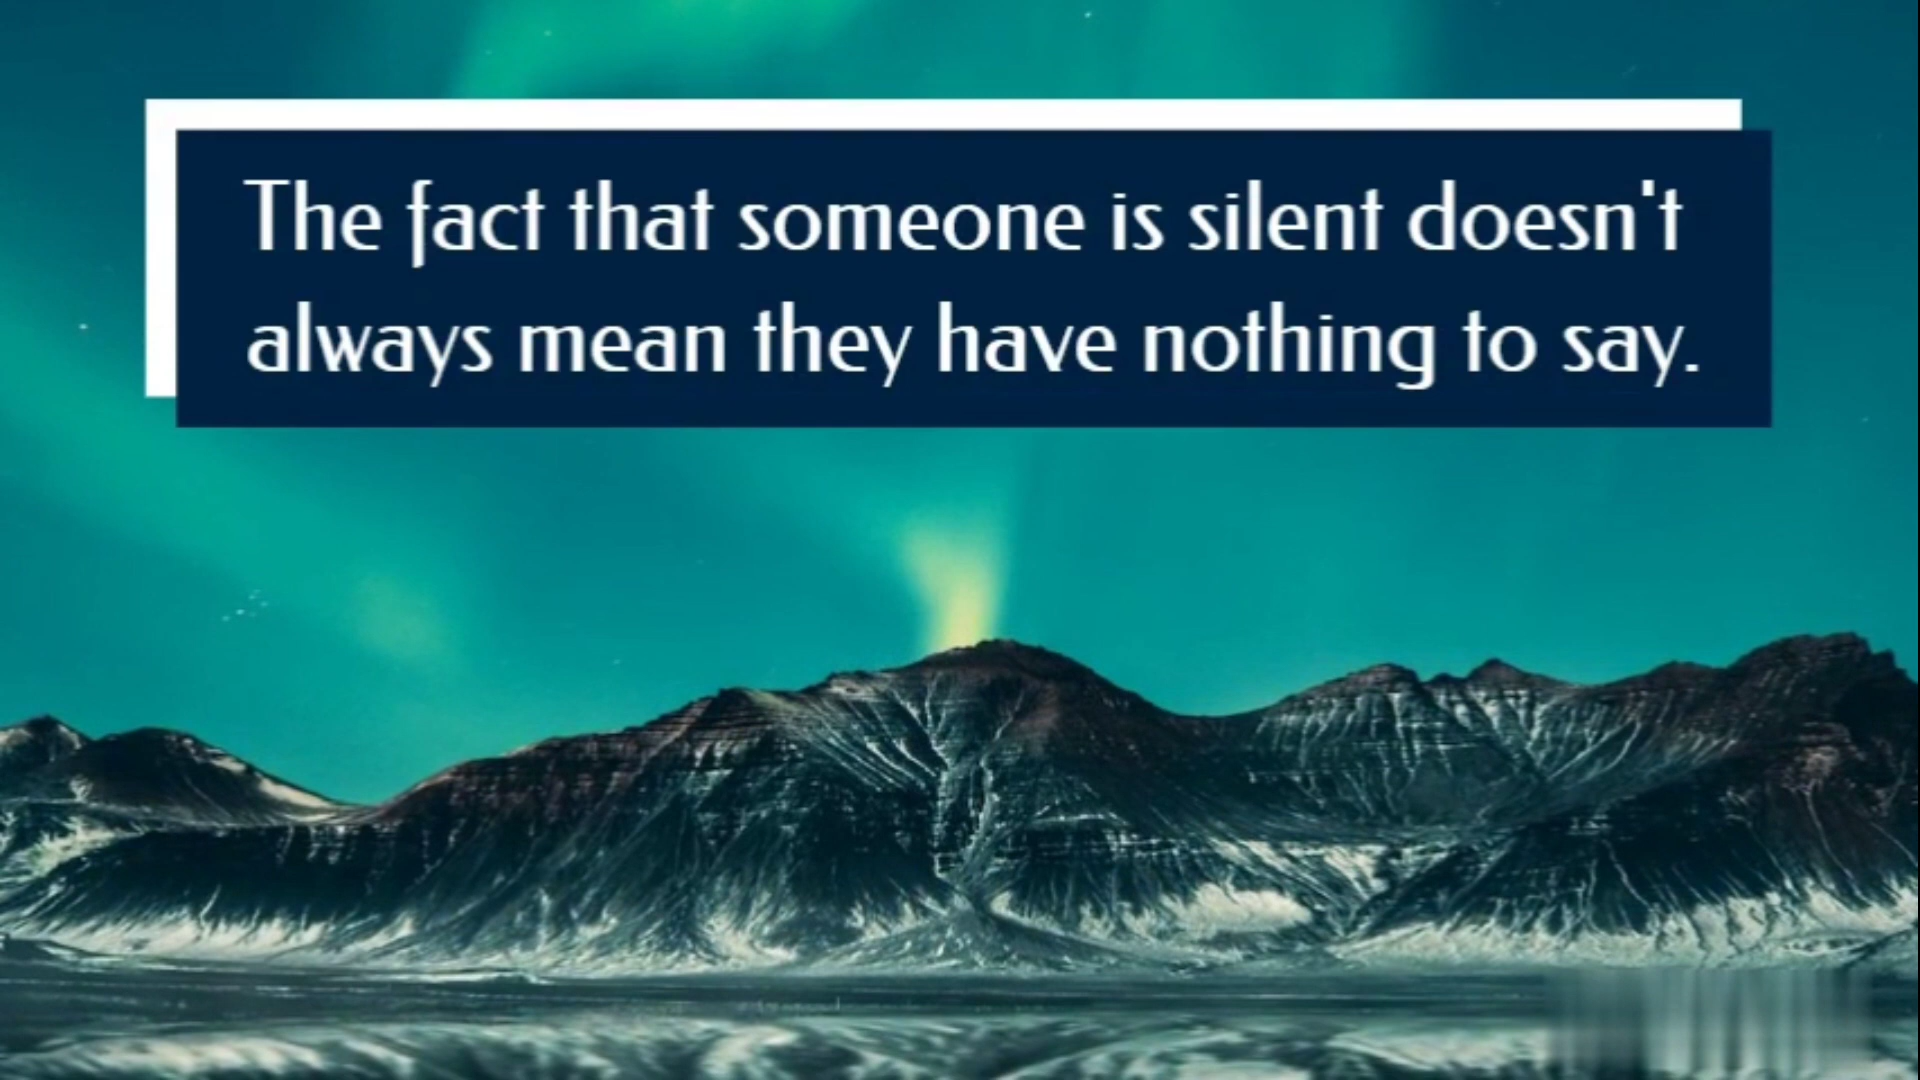 The fact that someone is silent doesn't
always mean they have nothing to say.